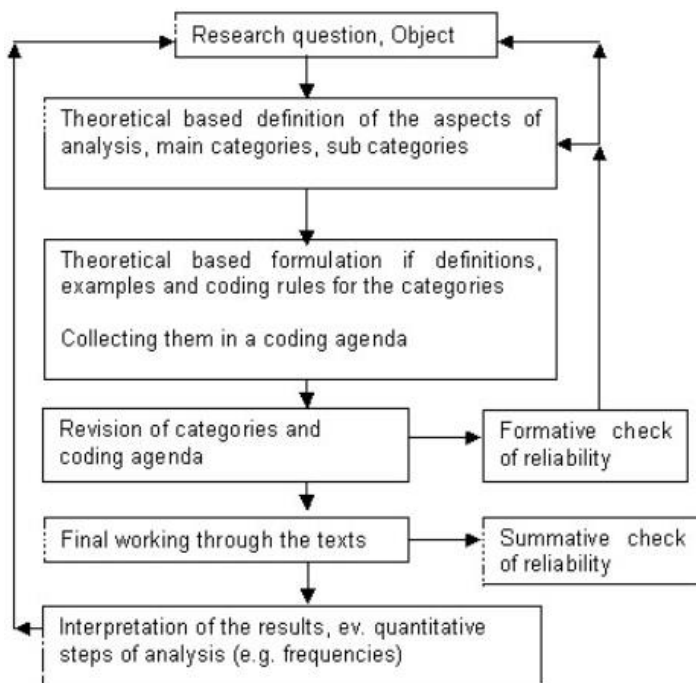 Research question, Object
Theoretical based definition of the aspects of
analysis, main categories, sub categories
Theoretical based formulation if definitions,
examples and coding rules for the categories
Collecting them in a coding agenda
Revision of categories and
coding agenda
Formative check
of reliability
Final working through the texts
Summative check
of reliability
Interpretation of the results, ev. quantitative
steps of analysis (e.g. frequencies)